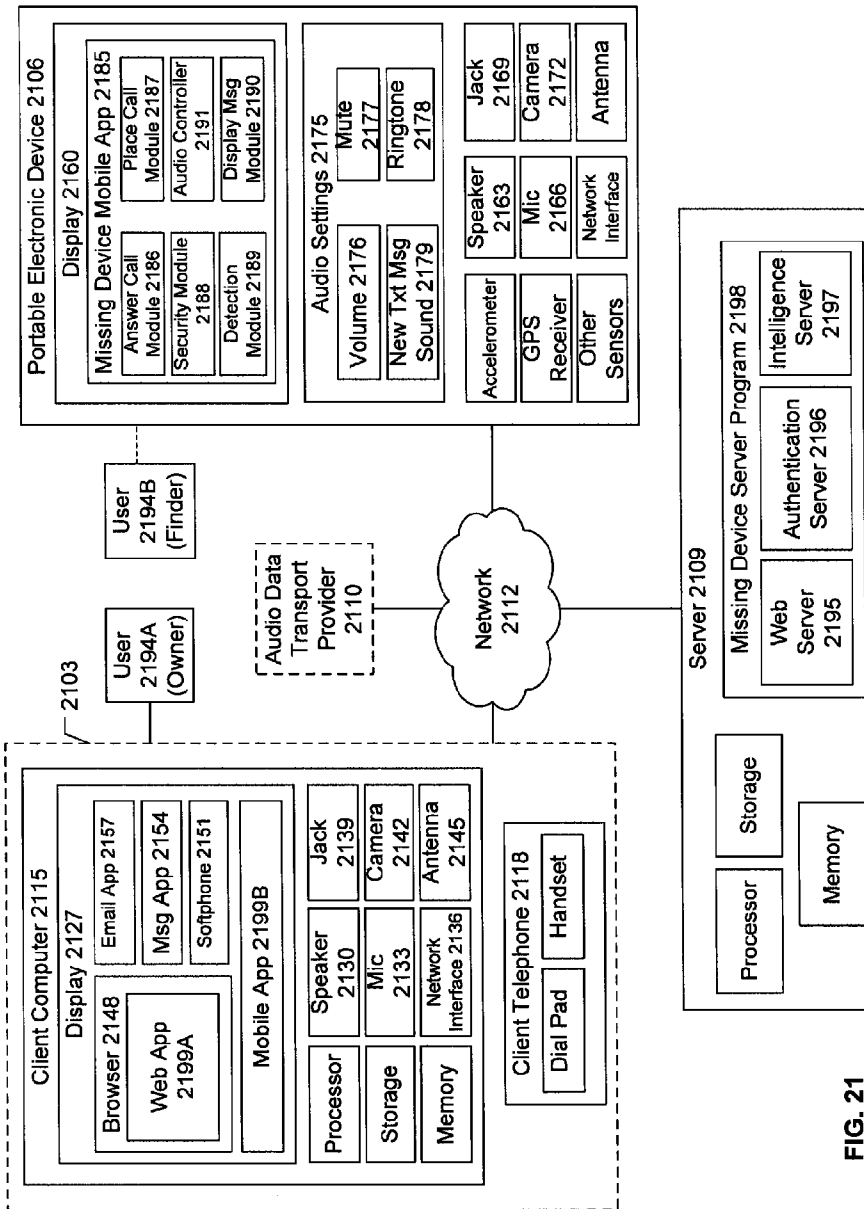 2103
Client Computer 2115
Display 2127
Browser 2148
Web App
2199A
Email App 2157
Msg App 2154
Softphone 2151
Mobile App 2199B
Processor
Speaker
2130
Jack
2139
Storage
Mic
2133
Camera
2142
Memory
Network
Interface 2136
Antenna
2145
Client Telephone 2118
Dial Pad
Handset
User
2194A
(Owner)
User
2194B
(Finder)
Audio Data
Transport
Provider
2110
Network
2112
Portable Electronic Device 2106
Display 2160
Missing Device Mobile App 2185
Answer Call
Module 2186
Place Call
Module 2187
Security Module
2188
Audio Controller
2191
Detection
Module 2189
Display Msg
Module 2190
Audio Settings 2175
Volume 2176
Mute
2177
New Txt Msg
Sound 2179
Ringtone
2178
Accelerometer
Speaker
2163
Jack
2169
GPS
Receiver
Mic
2166
Camera
2172
Other
Sensors
Network
Interface
Antenna
Server 2109
Processor
Storage
Memory
Missing Device Server Program 2198
Web
Server
2195
Authentication
Server 2196
Intelligence
Server
2197
FIG. 21